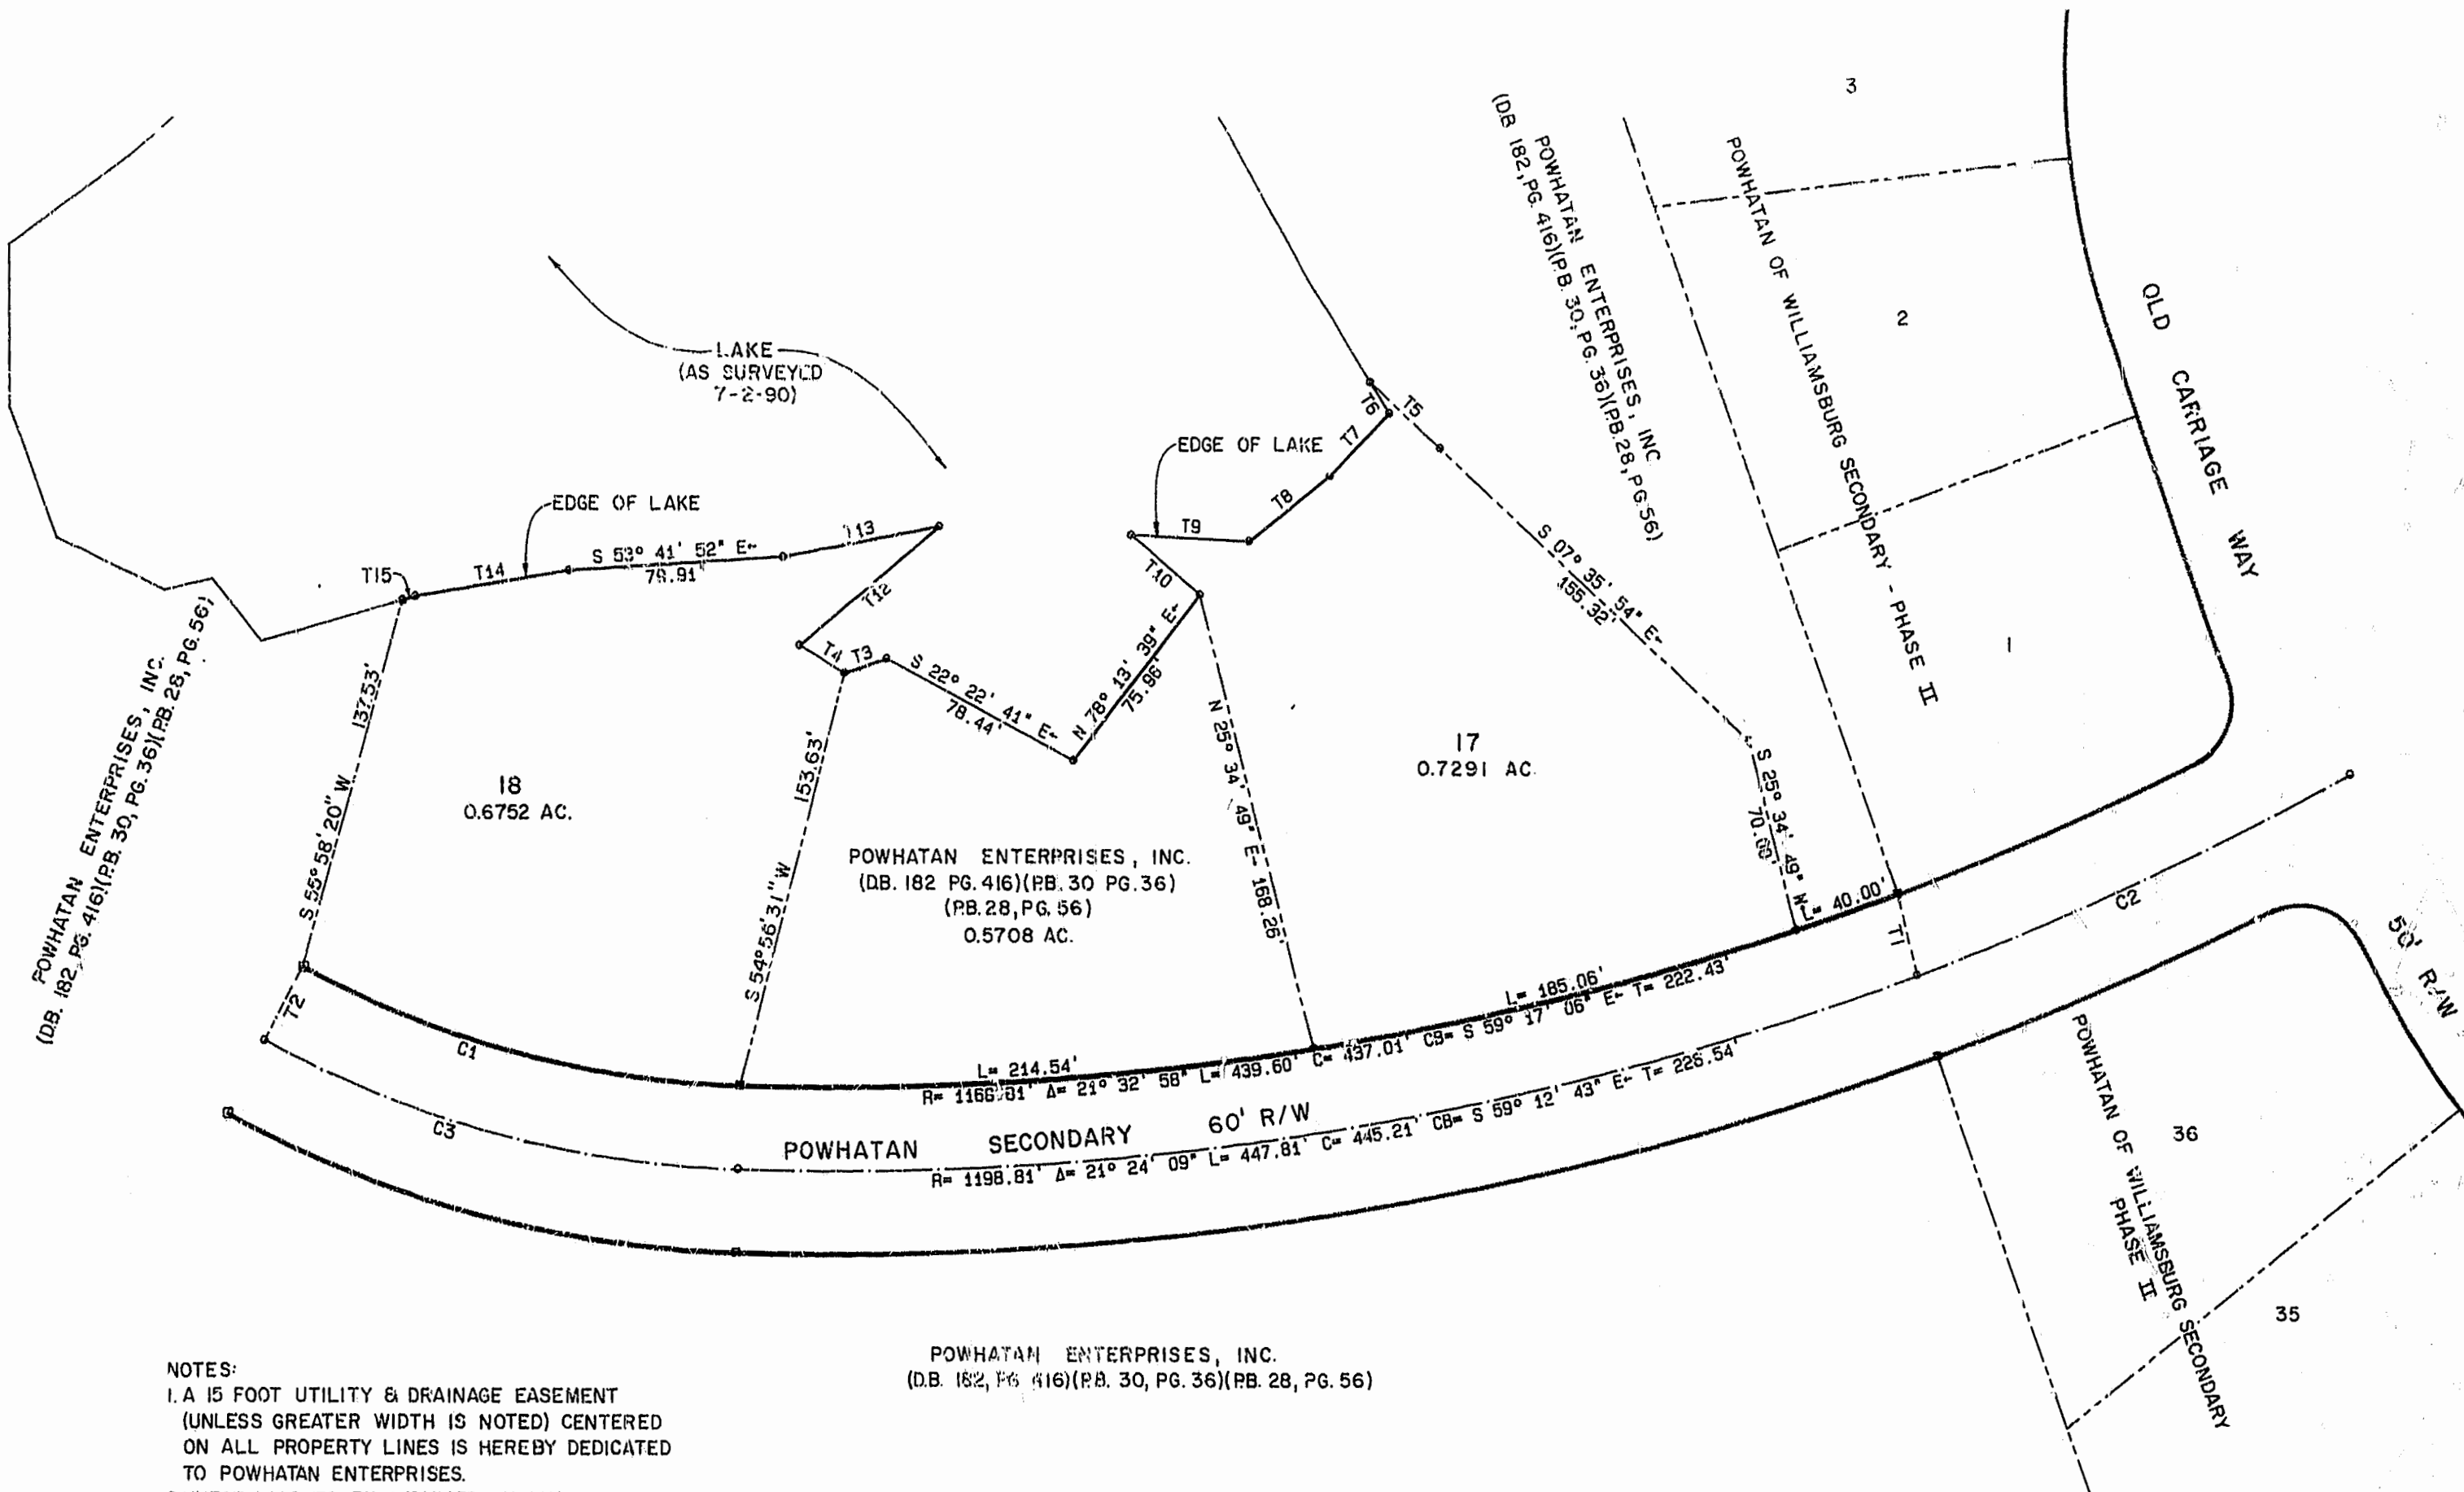 3
POWHATAN ENTERPRISES, INC
(D.B. 182, PG. 416)(P.B. 30, PG. 36)(P.B. 28, PG. 56)
POWHATAN OF WILLIAMSBURG SECONDARY - PHASE II
2
OLD CARRIAGE WAY
LAKE
(AS SURVEYED
7-2-90)
T6
T5
T7
EDGE OF LAKE
T8
T9
EDGE OF LAKE
T13
S 53° 41' 52" E
T15
T14
T10
T12
S 07° 35' 54" E
155.32'
1
T4
T3
S 22° 22' 41" E
78.44'
N 78° 13' 39" E
75.96'
137.53'
S 55° 58' 20" W
153.63'
S 54° 56' 31" W
N 25° 34' 49" E 168.26'
17
0.7291 AC.
S 25° 34' 49" W
18
0.6752 AC.
POWHATAN ENTERPRISES, INC.
(D.B. 182, PG. 416)(P.B. 30, PG. 36)(P.B. 28, PG. 56)
POWHATAN ENTERPRISES, INC.
(D.B. 182 PG. 416)(P.B. 30 PG. 36)
(P.B. 28, PG. 56)
0.5708 AC.
L= 40.00'
T1
C2
50' R/W
T2
C1
L= 185.06'
L= 214.54'
R= 1166.81' Δ= 21° 32' 58" L= 439.60' C= 437.01' CB= S 59° 17' 06" E T= 222.43'
C3
POWHATAN SECONDARY 60' R/W
R= 1198.81' Δ= 21° 24' 09" L= 447.81' C= 445.21' CB= S 59° 12' 43" E T= 226.54'
POWHATAN OF WILLIAMSBURG SECONDARY
PHASE II
36
35
POWHATAN ENTERPRISES, INC.
(D.B. 182, PG. 416)(P.B. 30, PG. 36)(P.B. 28, PG. 56)
NOTES:
1. A 15 FOOT UTILITY & DRAINAGE EASEMENT
(UNLESS GREATER WIDTH IS NOTED) CENTERED
ON ALL PROPERTY LINES IS HEREBY DEDICATED
TO POWHATAN ENTERPRISES.